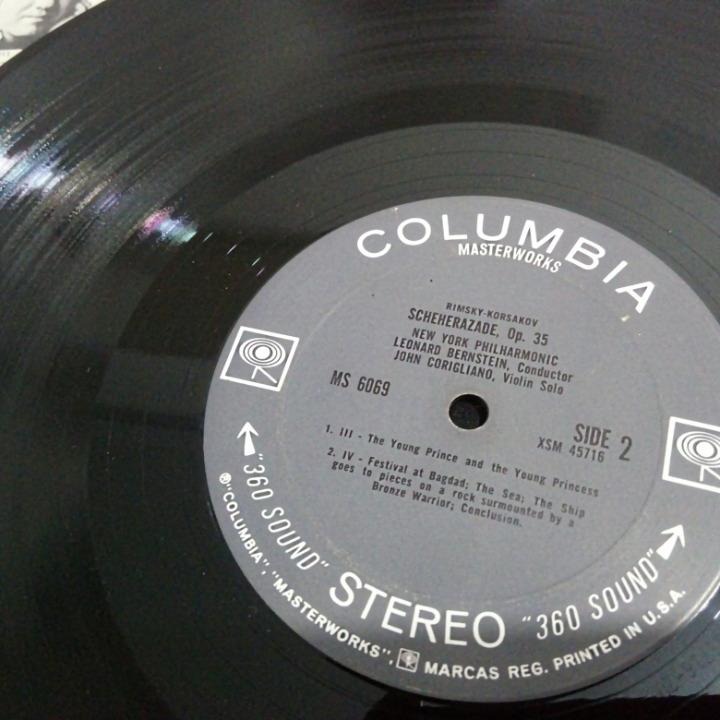 COLUMBIA
MASTERWORKS
RIMSKY-KORSAKOV
SCHEHERAZADE, Op. 35
NEW YORK PHILHARMONIC
LEONARD BERNSTEIN, Conductor
JOHN CORIGLIANO, Violin Solo
MS 6069
SIDE 2
XSM 45716
1. III - The Young Prince and the Young Princess
2. IV - Festival at Bagdad; The Sea; The Ship
goes to pieces on a rock surmounted by a
Bronze Warrior; Conclusion.
"360 SOUND" STEREO "360 SOUND"
Ⓡ"COLUMBIA", "MASTERWORKS", MARCAS REG. PRINTED IN U.S.A.